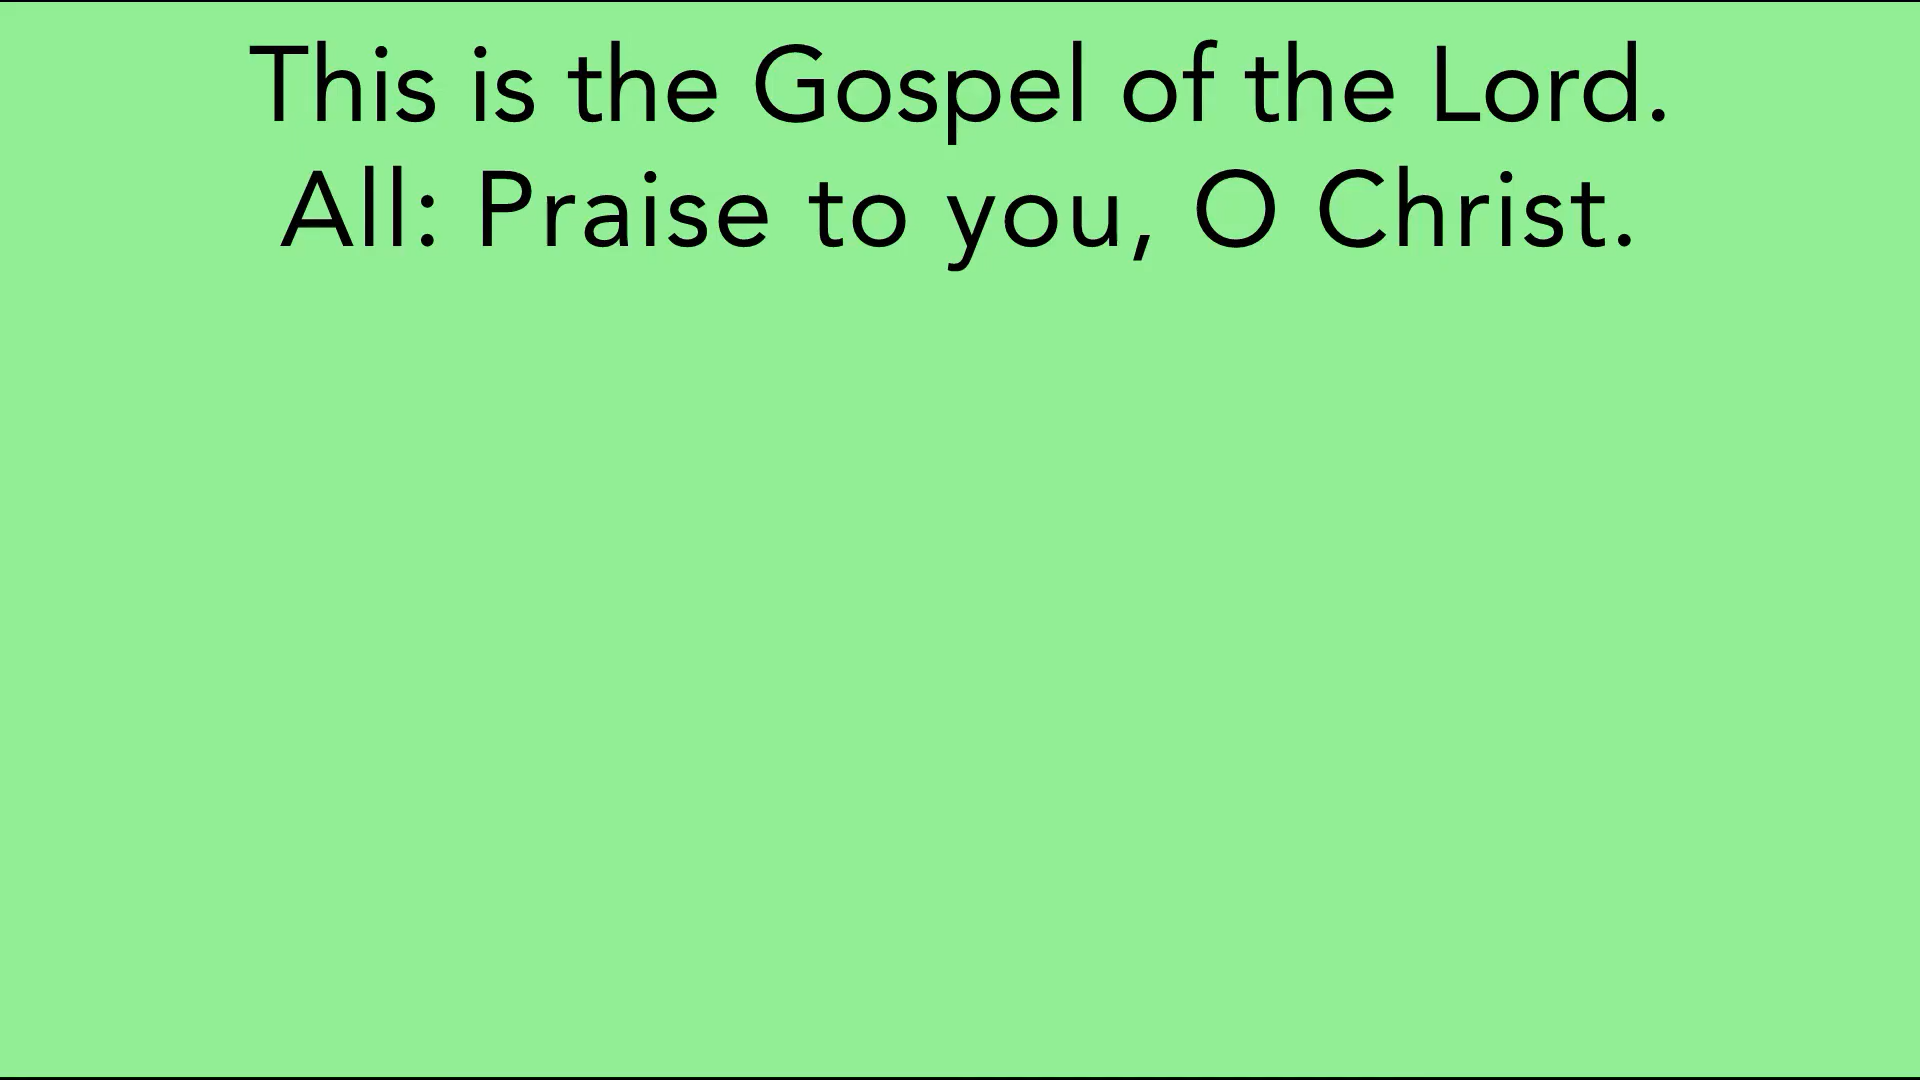 This is the Gospel of the Lord.
All: Praise to you, O Christ.